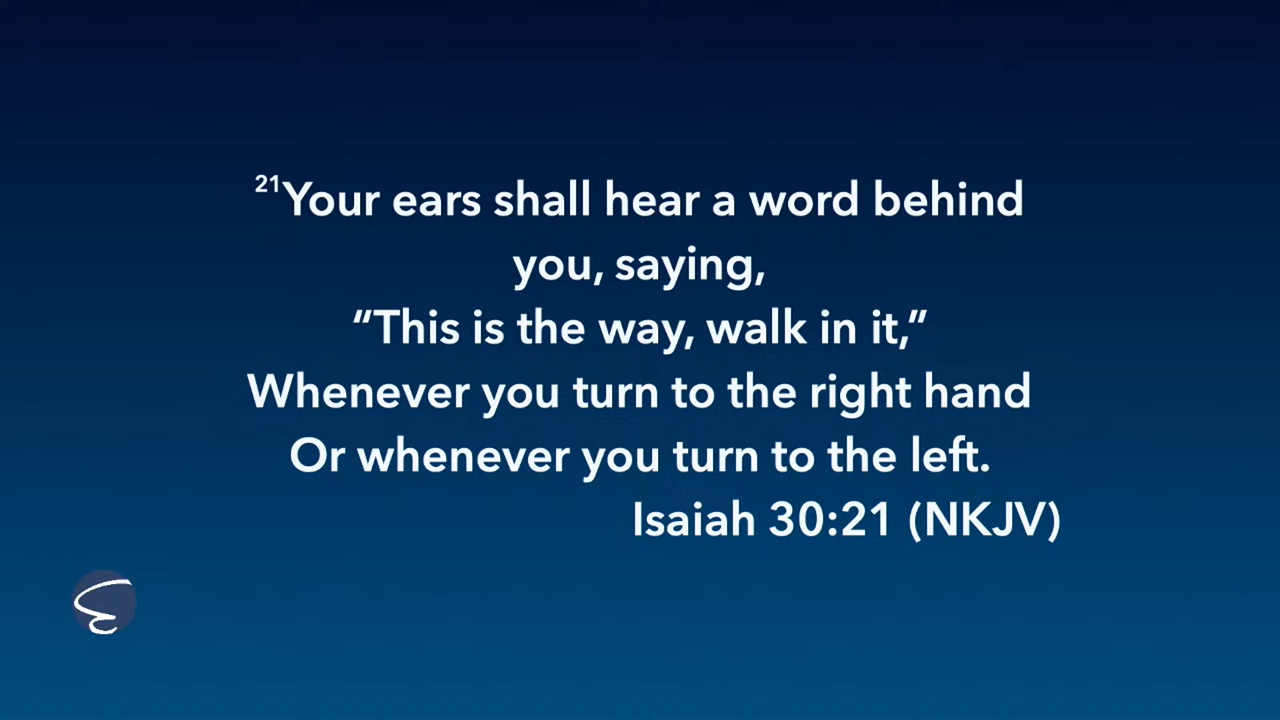 ²¹Your ears shall hear a word behind
you, saying,
“This is the way, walk in it,”
Whenever you turn to the right hand
Or whenever you turn to the left.
Isaiah 30:21 (NKJV)